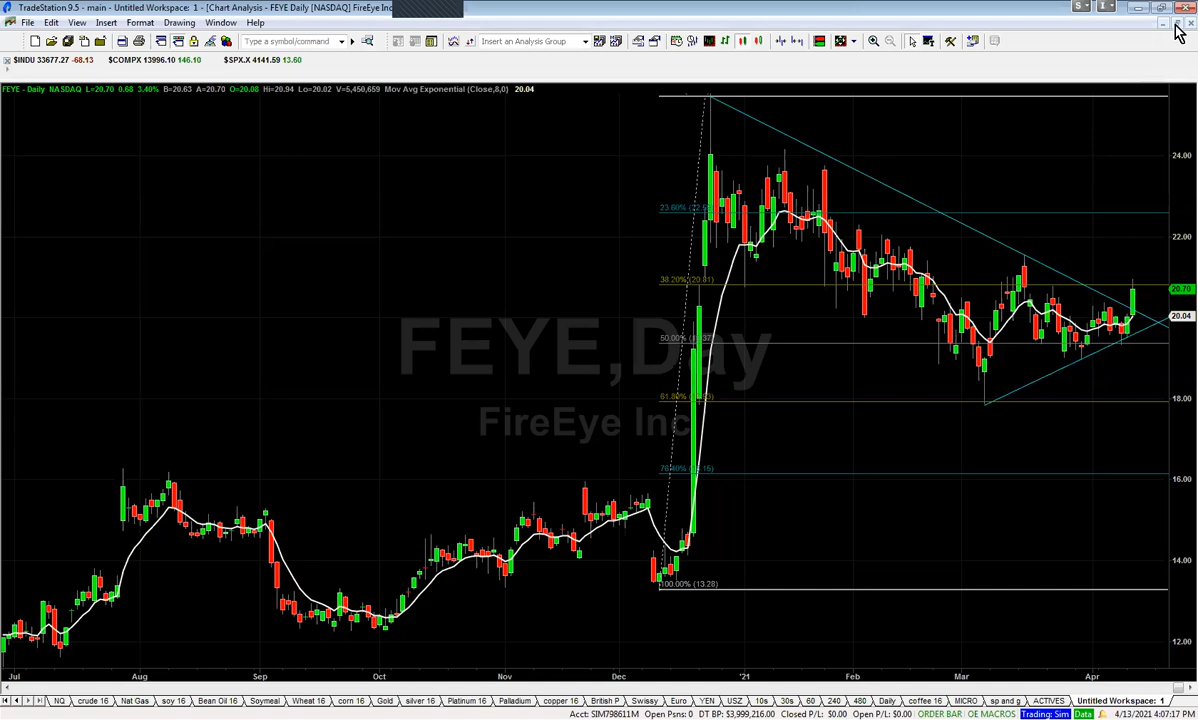 TradeStation 9.5 - main - Untitled Workspace: 1 - [Chart Analysis - FEYE Daily [NASDAQ] FireEye Inc
File Edit View Insert Format Drawing Window Help
Type a symbol/command Insert an Analysis Group
$INDU 33677.27 -68.13 $COMPX 13996.10 146.10 $SPX.X 4141.59 13.60
FEYE - Daily NASDAQ L=20.70 0.68 3.40% B=20.63 A=20.70 O=20.08 Hi=20.94 Lo=20.02 V=5,450,659 Mov Avg Exponential (Close,8,0) 20.04
24.00
23.60%
22.00
38.20% (20.81)
20.70
20.04
FEYE,Day
50.00%
FireEye Inc
61.80%
18.00
16.00
14.00
100.00% (13.28)
12.00
Jul Aug Sep Oct Nov Dec '21 Feb Mar Apr
NQ crude 16 Nat Gas soy 16 Bean Oil 16 Soymeal Wheat 16 corn 16 Gold silver 16 Platinum 16 Palladium copper 16 British P Swissy Euro YEN USZ 10s 30s 60 240 480 Daily coffee 16 MICRO sp and g ACTIVES Untitled Workspace: 1
Acct: SIM798611M Open Psns: 0 DT BP: $3,999,216.00 Closed P/L: $0.00 Open P/L: $0.00 ORDER BAR OE MACROS Trading: Sim Data 4/13/2021 4:07:17 PM